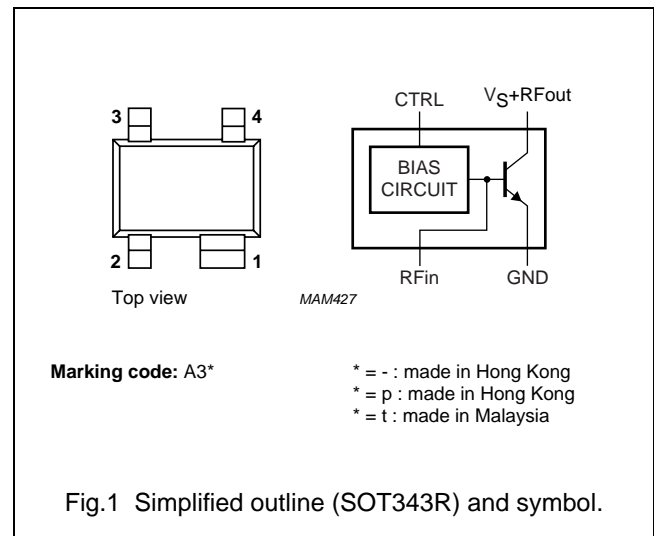 3 4
2 1
Top view
CTRL VS+RFout
BIAS
CIRCUIT
RFin GND
MAM427
Marking code: A3*
* = - : made in Hong Kong
* = p : made in Hong Kong
* = t : made in Malaysia
Fig.1 Simplified outline (SOT343R) and symbol.